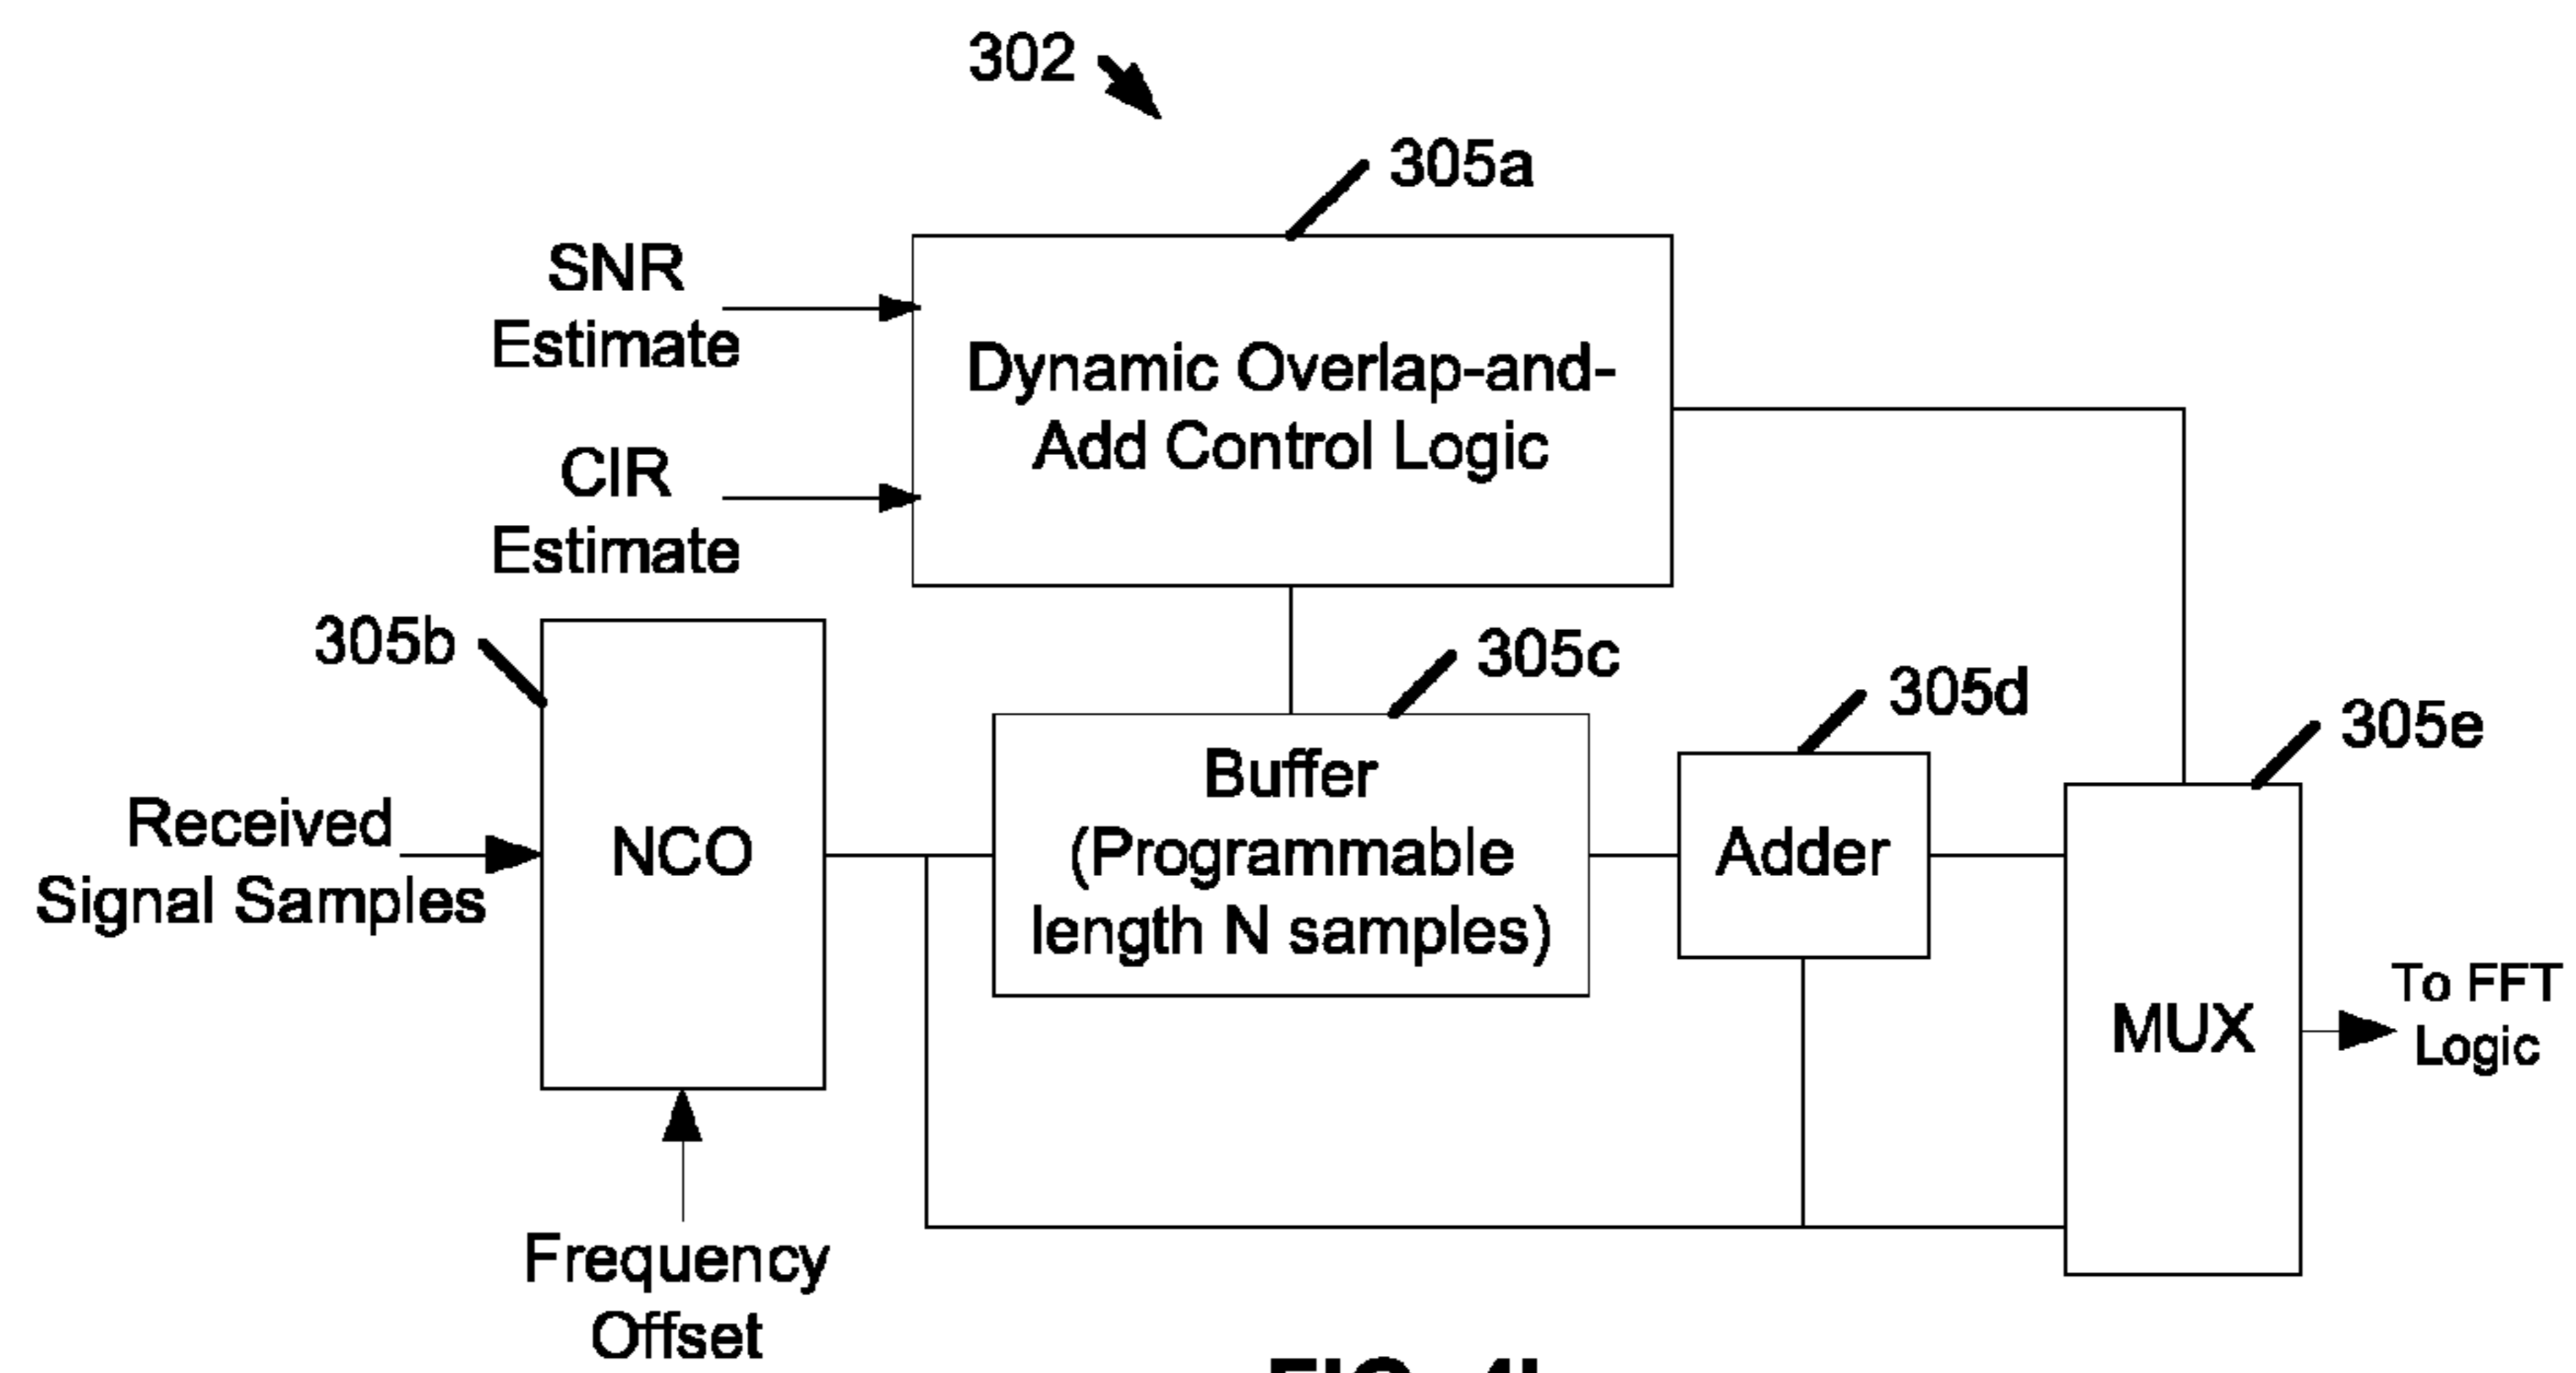 302
305a
SNR
Estimate
Dynamic Overlap-and-
Add Control Logic
CIR
Estimate
305b
305c
305d
305e
Received
Signal Samples
NCO
Buffer
(Programmable
length N samples)
Adder
MUX
To FFT
Logic
Frequency
Offset